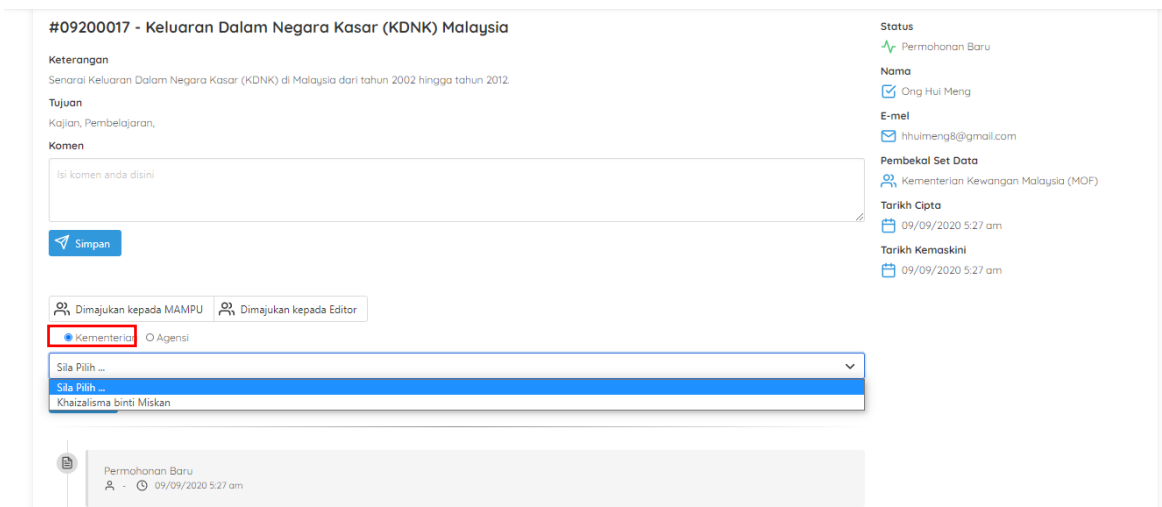 #09200017 - Keluaran Dalam Negara Kasar (KDNK) Malaysia
Keterangan
Senarai Keluaran Dalam Negara Kasar (KDNK) di Malaysia dari tahun 2002 hingga tahun 2012.
Tujuan
Kajian, Pembelajaran,
Komen
Isi komen anda disini
Simpan
Dimajukan kepada MAMPU Dimajukan kepada Editor
Kementerian Agensi
Sila Pilih ...
Sila Pilih ...
Khaizalisma binti Miskan
Permohonan Baru
- 09/09/2020 5:27 am
Status
Permohonan Baru
Nama
Ong Hui Meng
E-mel
hhuimeng8@gmail.com
Pembekal Set Data
Kementerian Kewangan Malaysia (MOF)
Tarikh Cipta
09/09/2020 5:27 am
Tarikh Kemaskini
09/09/2020 5:27 am